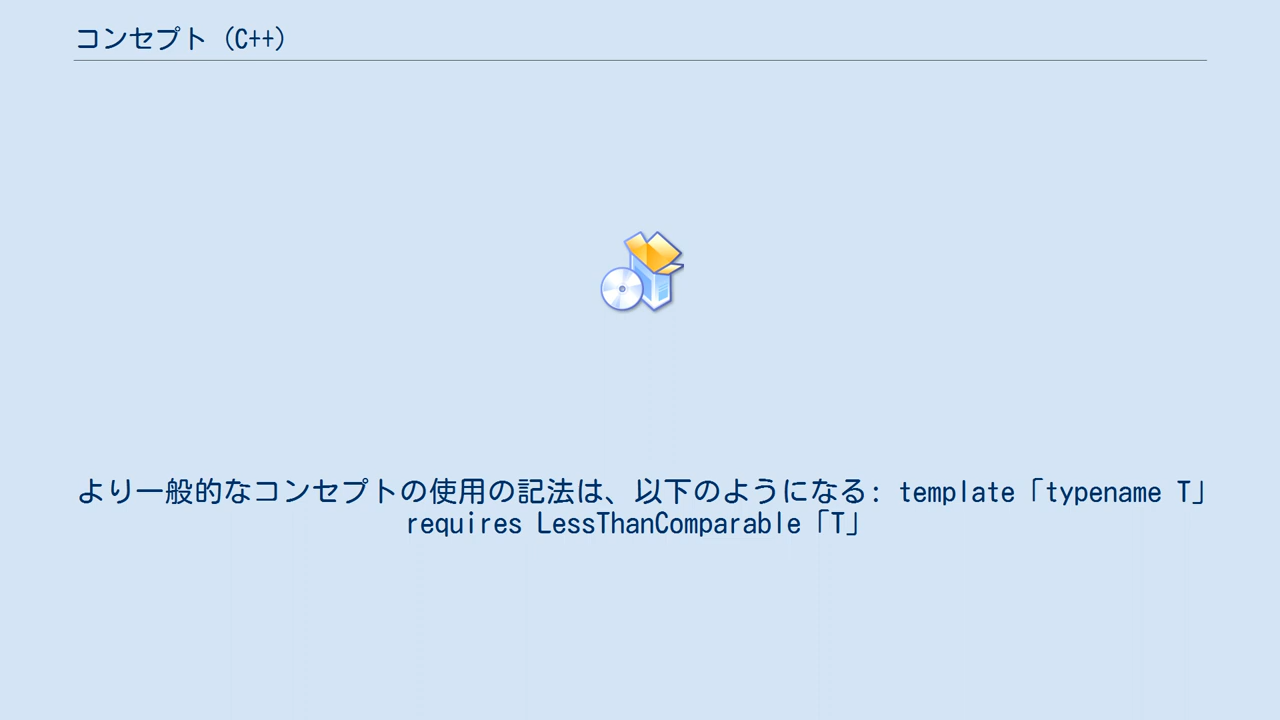 コンセプト（C++）
より一般的なコンセプトの使用の記法は、以下のようになる: template「typename T」
requires LessThanComparable「T」